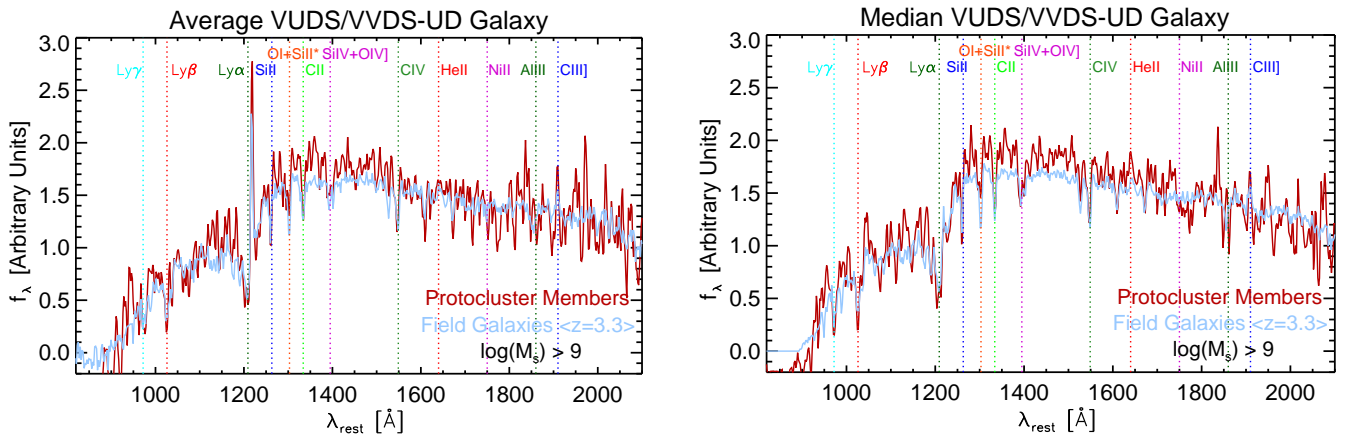 Average VUDS/VVDS-UD Galaxy
OI+SiII* SiIV+OIV]
Lyγ Lyβ Lyα SiII CII CIV HeII NiII AlIII CIII]
3.0
2.5
2.0
1.5
1.0
0.5
0.0
f_λ [Arbitrary Units]
Protocluster Members
Field Galaxies <z=3.3>
log(M_s) > 9
1000 1200 1400 1600 1800 2000
λ_rest [Å]
Median VUDS/VVDS-UD Galaxy
OI+SiII* SiIV+OIV]
Lyγ Lyβ Lyα SiII CII CIV HeII NiII AlIII CIII]
3.0
2.5
2.0
1.5
1.0
0.5
0.0
f_λ [Arbitrary Units]
Protocluster Members
Field Galaxies <z=3.3>
log(M_s) > 9
1000 1200 1400 1600 1800 2000
λ_rest [Å]